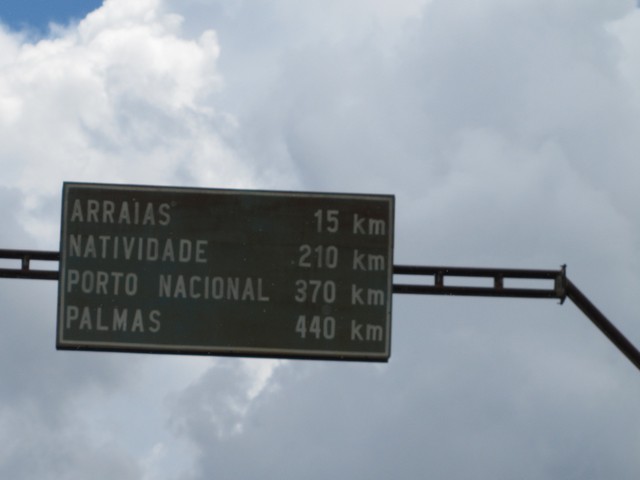 ARRAIAS 15 km
NATIVIDADE 210 km
PORTO NACIONAL 370 km
PALMAS 440 km